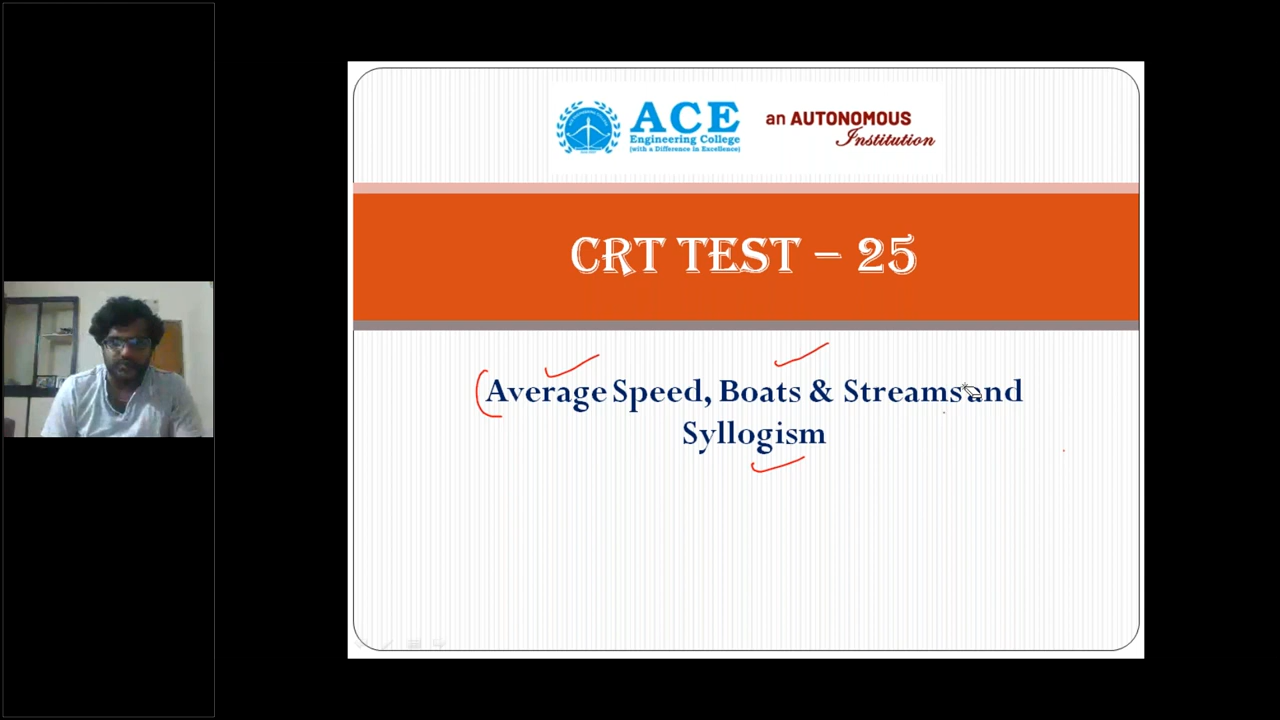 ACE
Engineering College
(with a Difference in Excellence)
an AUTONOMOUS
Institution
CRT TEST – 25
Average Speed, Boats & Streams and
Syllogism